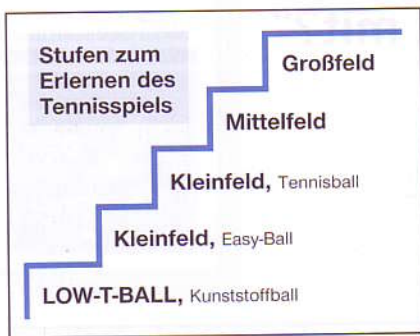 Stufen zum
Erlernen des
Tennisspiels
Großfeld
Mittelfeld
Kleinfeld, Tennisball
Kleinfeld, Easy-Ball
LOW-T-BALL, Kunststoffball